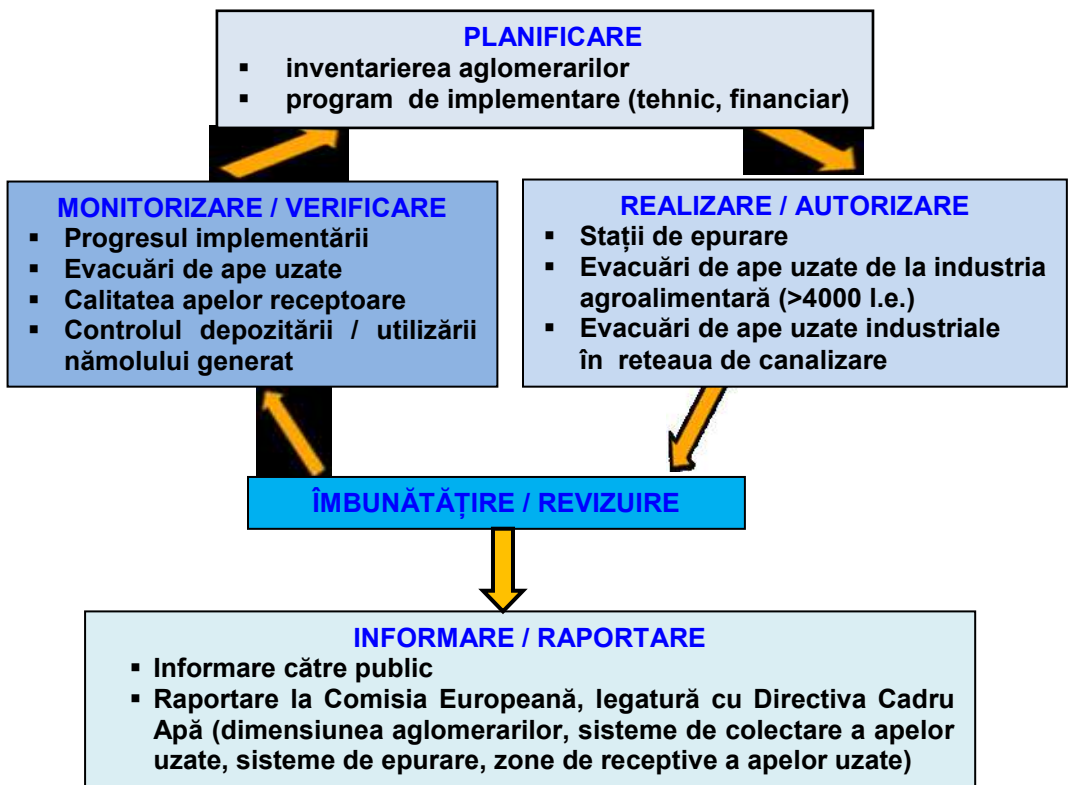 PLANIFICARE
▪ inventarierea aglomerarilor
▪ program de implementare (tehnic, financiar)
MONITORIZARE / VERIFICARE
▪ Progresul implementării
▪ Evacuări de ape uzate
▪ Calitatea apelor receptoare
▪ Controlul depozitării / utilizării
nămolului generat
REALIZARE / AUTORIZARE
▪ Stații de epurare
▪ Evacuări de ape uzate de la industria
agroalimentară (>4000 l.e.)
▪ Evacuări de ape uzate industriale
în reteaua de canalizare
ÎMBUNĂTĂȚIRE / REVIZUIRE
INFORMARE / RAPORTARE
▪ Informare către public
▪ Raportare la Comisia Europeană, legatură cu Directiva Cadru
Apă (dimensiunea aglomerarilor, sisteme de colectare a apelor
uzate, sisteme de epurare, zone de receptive a apelor uzate)